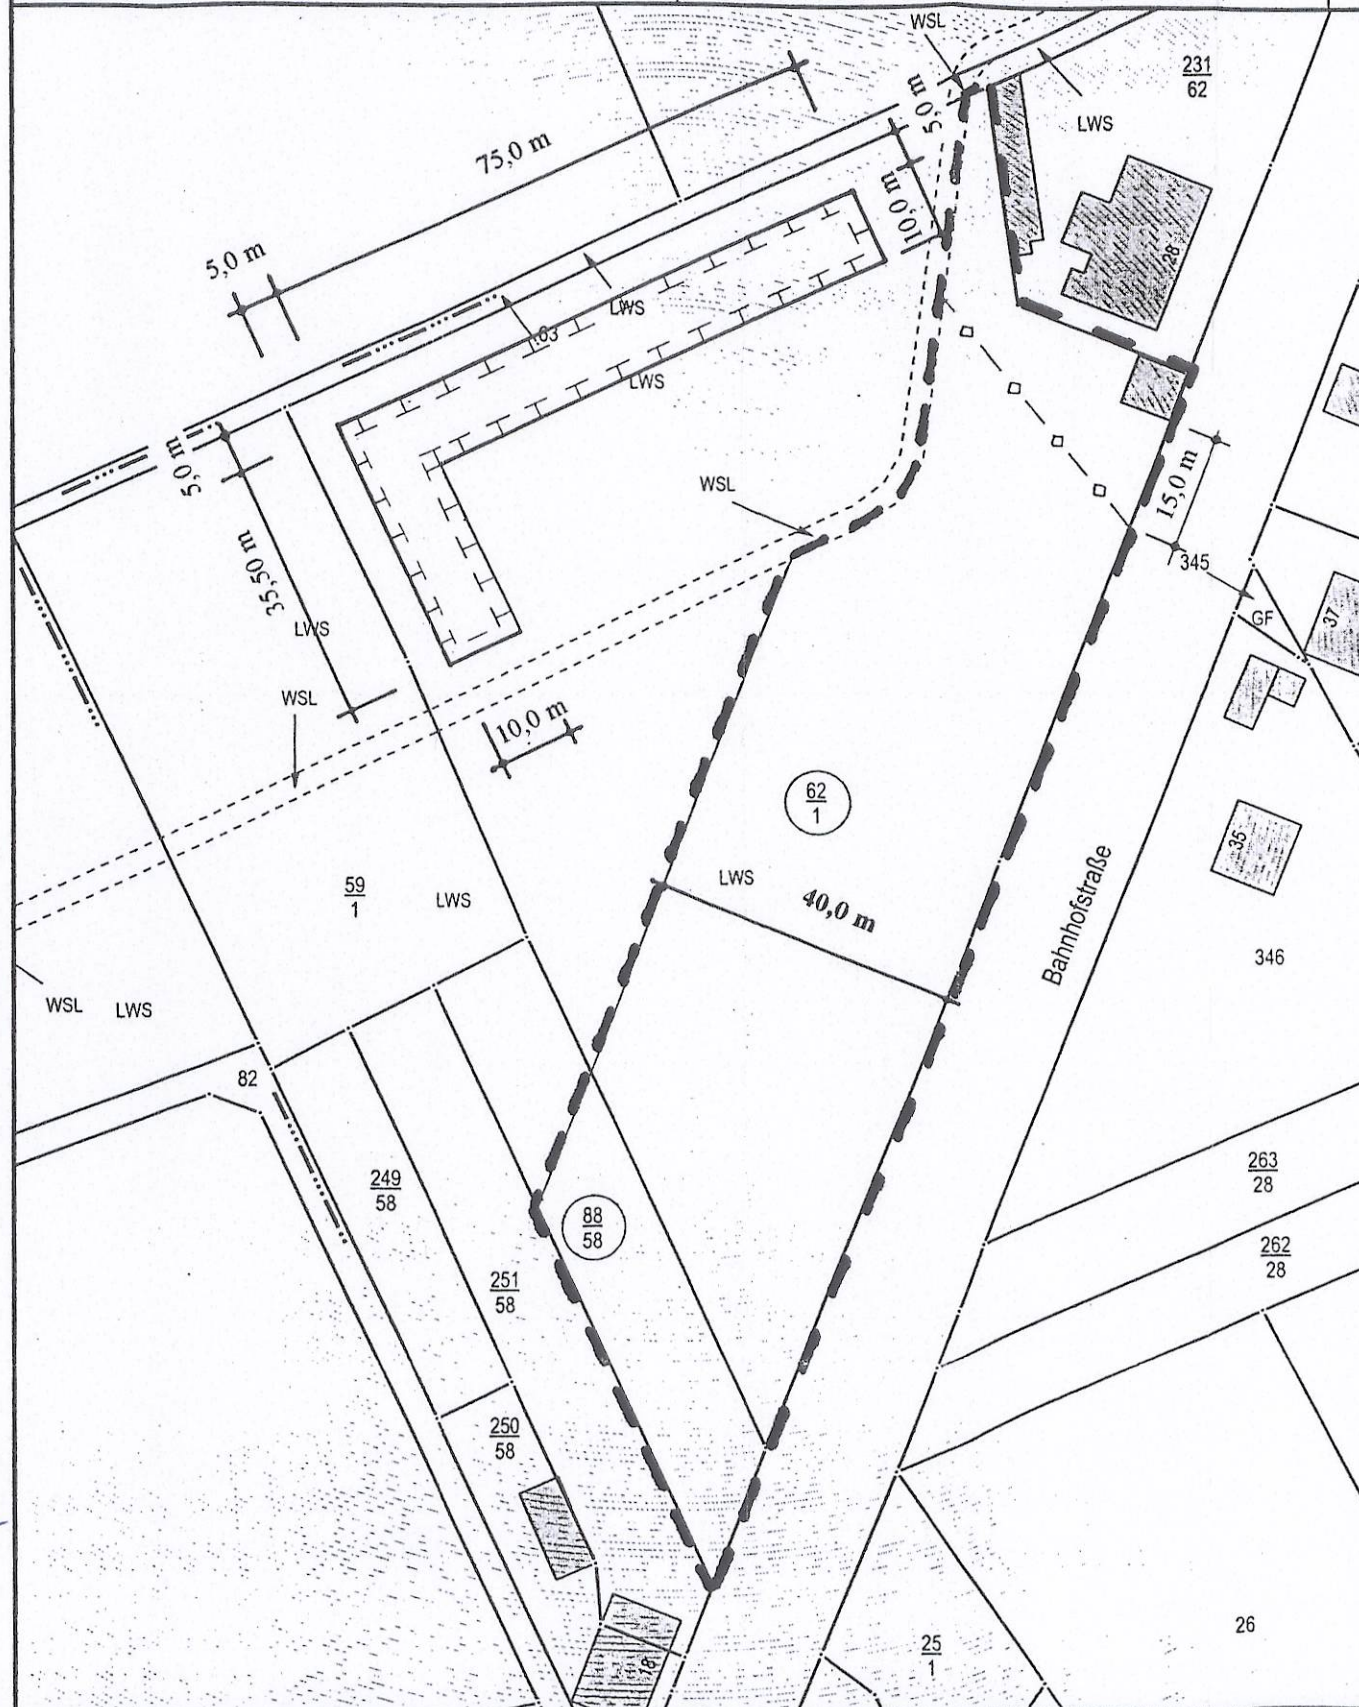 WSL
231
62
5,0 m
LWS
75,0 m
10,0 m
28
5,0 m
LWS
63
LWS
5,0 m
WSL
15,0 m
35,50 m
345
LWS
GF
37
WSL
10,0 m
62
1
35
LWS
59
1
LWS
40,0 m
Bahnhofstraße
346
WSL
LWS
82
249
58
263
28
88
58
262
28
251
58
250
58
26
25
1
18